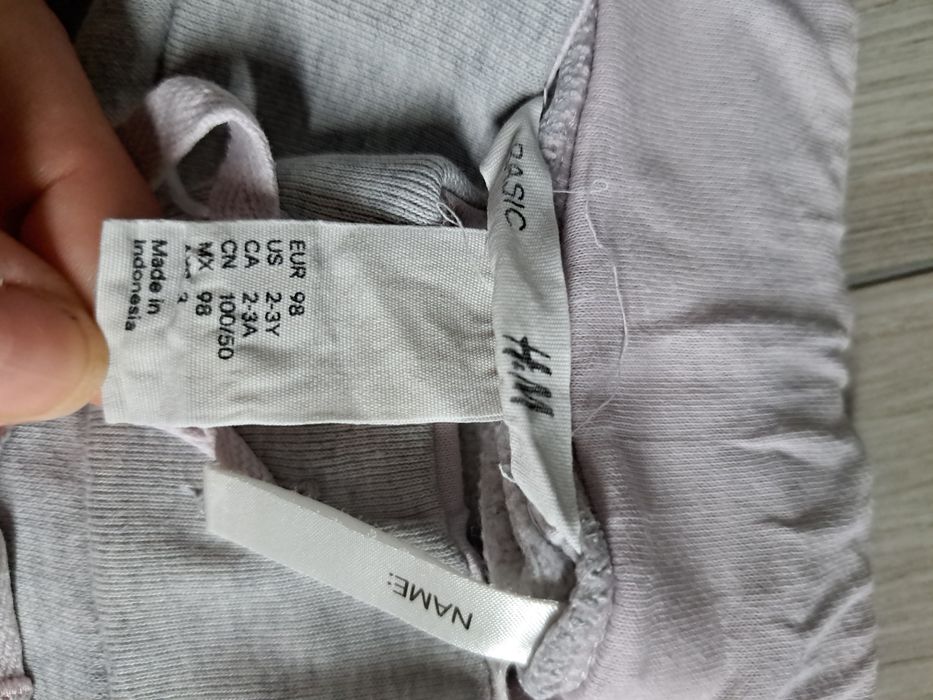 BASIC
H&M
EUR 98
US 2-3Y
CA 2-3A
CN 100/50
MX 98
Made in
Indonesia
NAME: